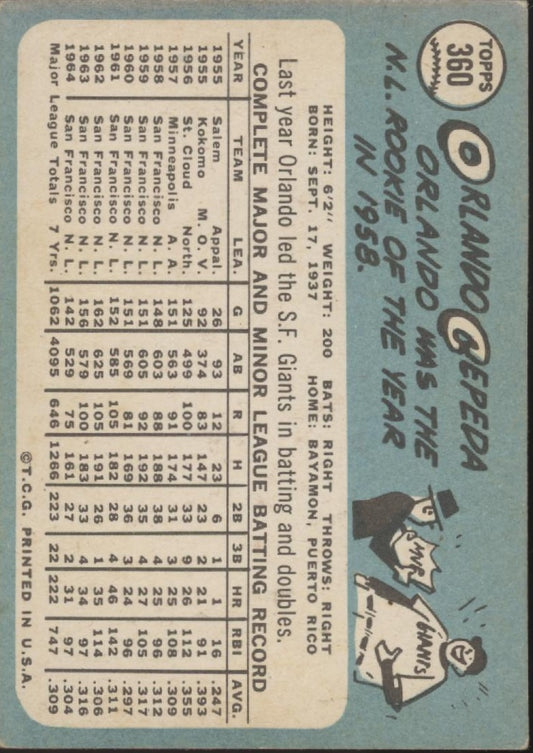 TOPPS
360
ORLANDO CEPEDA
ORLANDO WAS THE
N.L. ROOKIE OF THE YEAR
IN 1958.
GIANTS
HEIGHT: 6'2" WEIGHT: 200 BATS: RIGHT THROWS: RIGHT
BORN: SEPT. 17, 1937 HOME: BAYAMON, PUERTO RICO
Last year Orlando led the S.F. Giants in batting and doubles.
COMPLETE MAJOR AND MINOR LEAGUE BATTING RECORD
YEAR TEAM LEA. G AB R H 2B 3B HR RBI AVG.
1955 Salem Appal. 26 93 12 23 6 1 1 16 .247
1955 Kokomo M. O. V. 92 374 83 147 23 2 21 91 .393
1956 St. Cloud North. 125 499 100 177 33 9 26 112 .355
1957 Minneapolis A. A. 151 563 91 174 31 3 25 108 .309
1958 San Francisco N. L. 148 603 88 188 38 4 25 96 .312
1959 San Francisco N. L. 151 605 92 192 35 4 27 105 .317
1960 San Francisco N. L. 151 569 81 169 36 3 24 96 .297
1961 San Francisco N. L. 152 585 105 182 28 4 46 142 .311
1962 San Francisco N. L. 162 625 105 191 26 1 35 114 .306
1963 San Francisco N. L. 156 579 100 183 33 4 34 97 .316
1964 San Francisco N. L. 142 529 75 161 27 2 31 97 .304
Major League Totals 7 Yrs. 1062 4095 646 1266 223 22 222 747 .309
©T.C.G. PRINTED IN U.S.A.